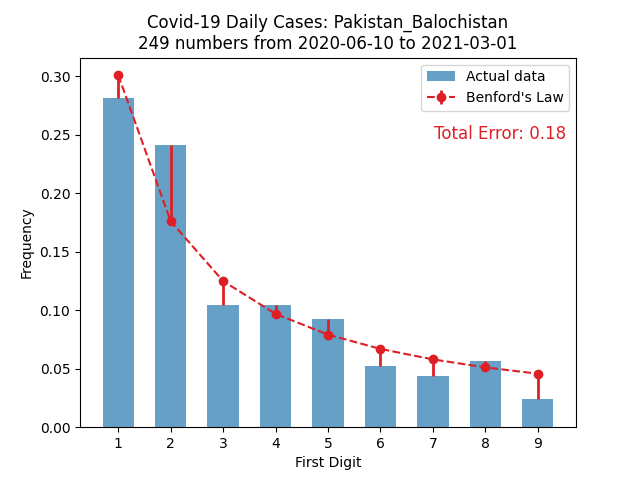 Covid-19 Daily Cases: Pakistan_Balochistan
249 numbers from 2020-06-10 to 2021-03-01
Actual data
Benford's Law
Total Error: 0.18
Frequency
0.30
0.25
0.20
0.15
0.10
0.05
0.00
1 2 3 4 5 6 7 8 9
First Digit